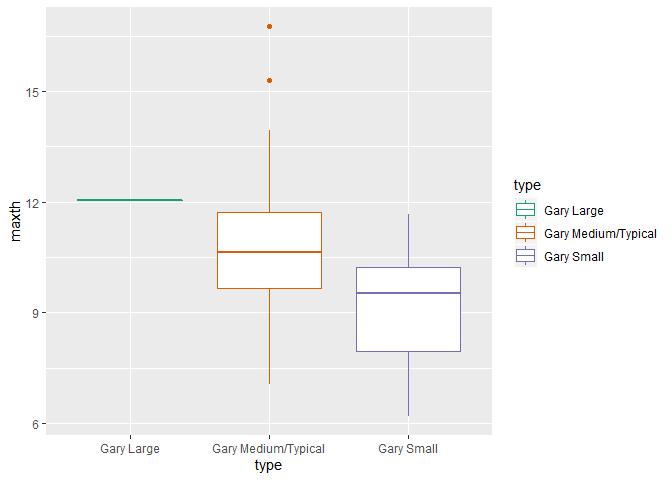 15
12
9
6
maxth
Gary Large
Gary Medium/Typical
Gary Small
type
type
Gary Large
Gary Medium/Typical
Gary Small